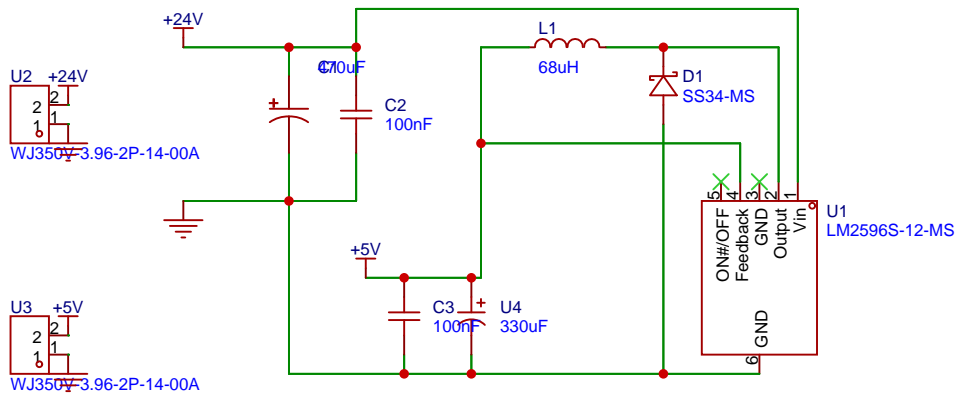 +24V
L1
68uH
C1
470uF
D1
SS34-MS
U2
+24V
2
2
1
1
WJ350V-3.96-2P-14-00A
C2
100nF
5
4
3
2
1
ON#/OFF
Feedback
GND
Output
Vin
U1
LM2596S-12-MS
+5V
U3
+5V
2
2
1
1
WJ350V-3.96-2P-14-00A
C3
100nF
U4
330uF
GND
6